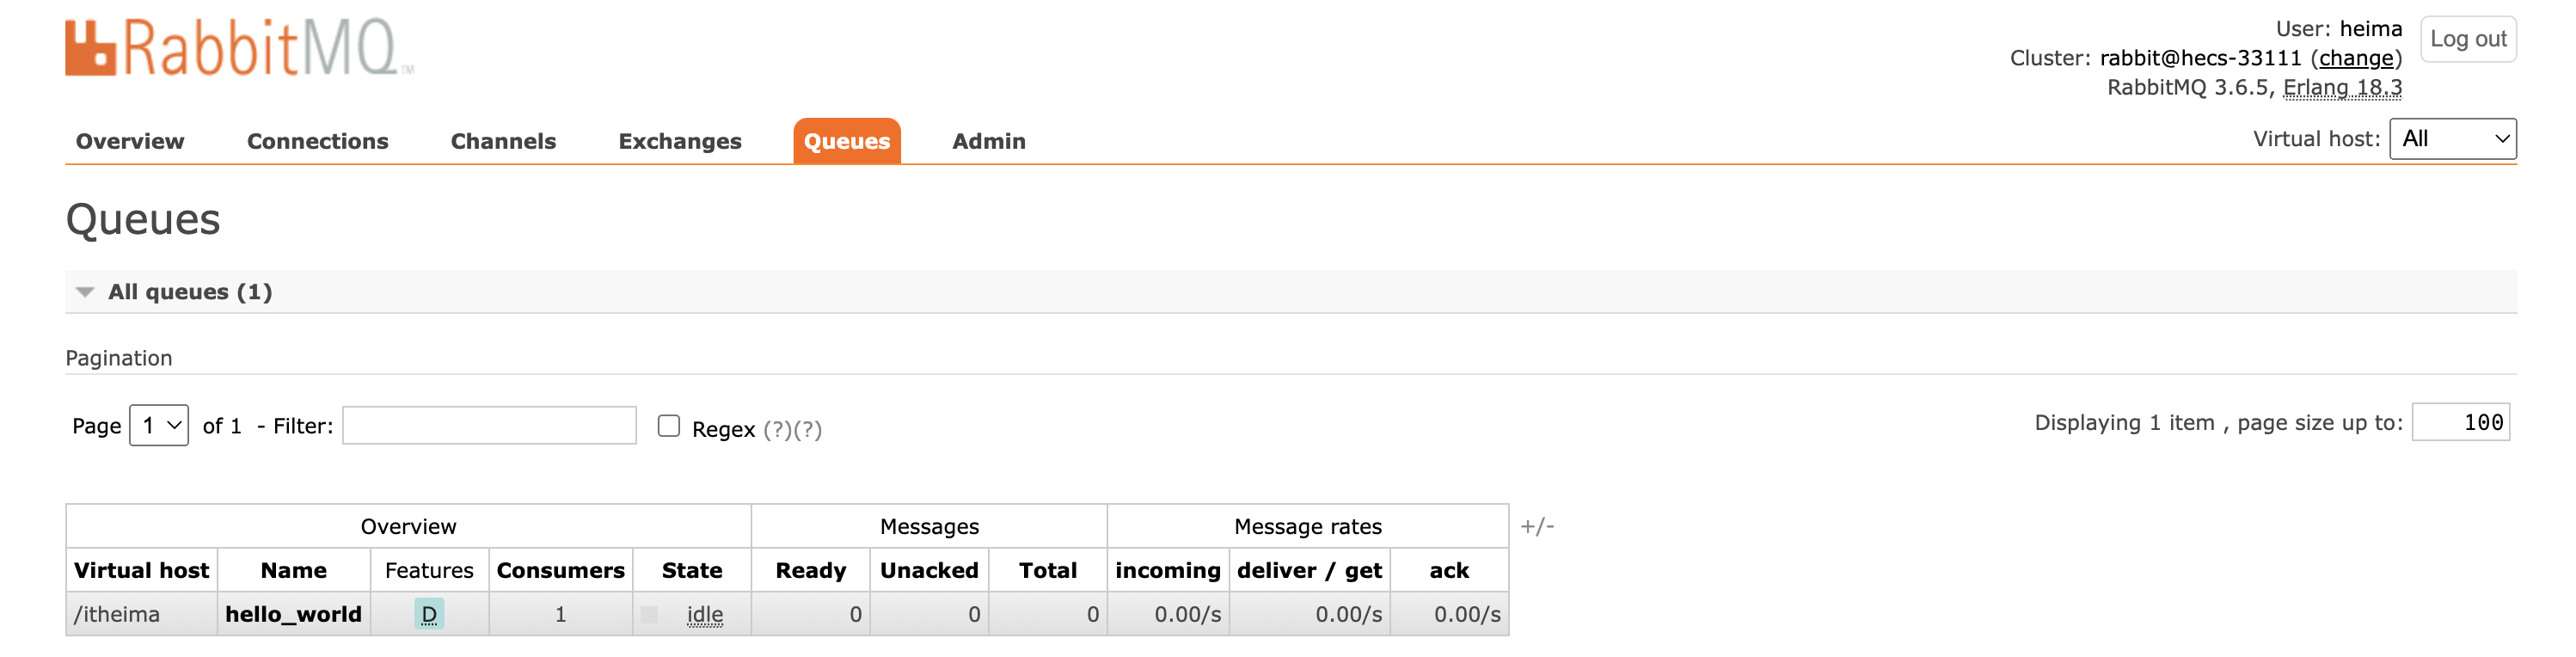 RabbitMQ™
User: heima
Log out
Cluster: rabbit@hecs-33111 (change)
RabbitMQ 3.6.5, Erlang 18.3
Overview Connections Channels Exchanges Queues Admin
Virtual host: All
Queues
All queues (1)
Pagination
Page 1 of 1 - Filter: Regex (?)(?)
Displaying 1 item , page size up to: 100
Overview Messages Message rates +/-
Virtual host Name Features Consumers State Ready Unacked Total incoming deliver / get ack
/itheima hello_world D 1 idle 0 0 0 0.00/s 0.00/s 0.00/s